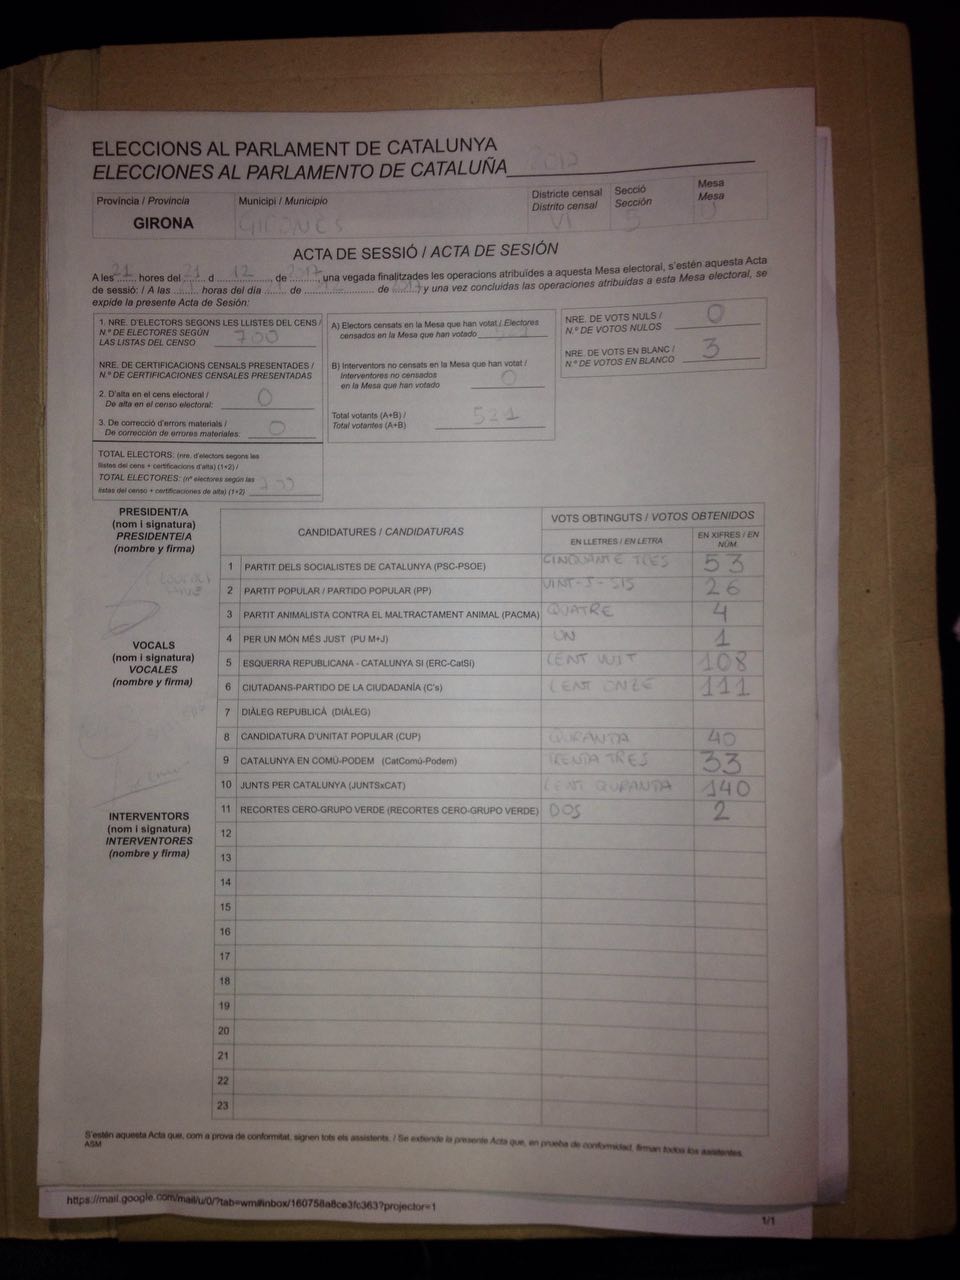 ELECCIONS AL PARLAMENT DE CATALUNYA
ELECCIONES AL PARLAMENTO DE CATALUÑA 2017
Província / Provincia
GIRONA
Municipi / Municipio
GIRONÈS
Districte censal
Distrito censal
VI
Secció
Sección
Mesa
Mesa
U
ACTA DE SESSIÓ / ACTA DE SESIÓN
A les 21 hores del 21 d 12 de 2017, una vegada finalitzades les operacions atribuïdes a aquesta Mesa electoral, s'estén aquesta Acta
de sessió: / A las hores del día de de y una vez concluidas las operaciones atribuidas a esta Mesa electoral, se
expide la presente Acta de Sesión:
1. NRE. D'ELECTORS SEGONS LES LLISTES DEL CENS /
N.º DE ELECTORES SEGÚN
LAS LISTAS DEL CENSO 700
NRE. DE CERTIFICACIONS CENSALS PRESENTADES /
N.º DE CERTIFICACIONES CENSALES PRESENTADAS
2. D'alta en el cens electoral /
De alta en el censo electoral: 0
3. De correcció d'errors materials /
De corrección de errores materiales: 0
TOTAL ELECTORS: (nre. d'electors segons les
llistes del cens + certificacions d'alta) (1+2) /
TOTAL ELECTORES: (nº electores según las
listas del censo + certificaciones de alta) (1+2) 700
A) Electors censats en la Mesa que han votat / Electores
censados en la Mesa que han votado
B) Interventors no censats en la Mesa que han votat /
Interventores no censados
en la Mesa que han votado 0
Total votants (A+B) /
Total votantes (A+B) 521
NRE. DE VOTS NULS /
N.º DE VOTOS NULOS 0
NRE. DE VOTS EN BLANC /
N.º DE VOTOS EN BLANCO 3
PRESIDENT/A
(nom i signatura)
PRESIDENTE/A
(nombre y firma)
VOCALS
(nom i signatura)
VOCALES
(nombre y firma)
INTERVENTORS
(nom i signatura)
INTERVENTORES
(nombre y firma)
CANDIDATURES / CANDIDATURAS
VOTS OBTINGUTS / VOTOS OBTENIDOS
EN LLETRES / EN LETRA
EN XIFRES / EN
NÚM.
1 PARTIT DELS SOCIALISTES DE CATALUNYA (PSC-PSOE) CINQUANTE TRES 53
2 PARTIT POPULAR / PARTIDO POPULAR (PP) VINT-I-SIS 26
3 PARTIT ANIMALISTA CONTRA EL MALTRACTAMENT ANIMAL (PACMA) QUATRE 4
4 PER UN MÓN MÉS JUST (PU M+J) UN 1
5 ESQUERRA REPUBLICANA - CATALUNYA SI (ERC-CatSí) CENT VUIT 108
6 CIUTADANS-PARTIDO DE LA CIUDADANÍA (C's) CENT ONZE 111
7 DIÀLEG REPUBLICÀ (DIÀLEG)
8 CANDIDATURA D'UNITAT POPULAR (CUP) QURANTA 40
9 CATALUNYA EN COMÚ-PODEM (CatComú-Podem) TRENTA TRES 33
10 JUNTS PER CATALUNYA (JUNTSxCAT) CENT QURANTA 140
11 RECORTES CERO-GRUPO VERDE (RECORTES CERO-GRUPO VERDE) DOS 2
12
13
14
15
16
17
18
19
20
21
22
23
S'estén aquesta Acta que, com a prova de conformitat, signen tots els assistents. / Se extiende la presente Acta que, en prueba de conformidad, firman todos los asistentes.
ASM
https://mail.google.com/mail/u/0/?tab=wm#inbox/160758a8ce3fc363?projector=1
1/1